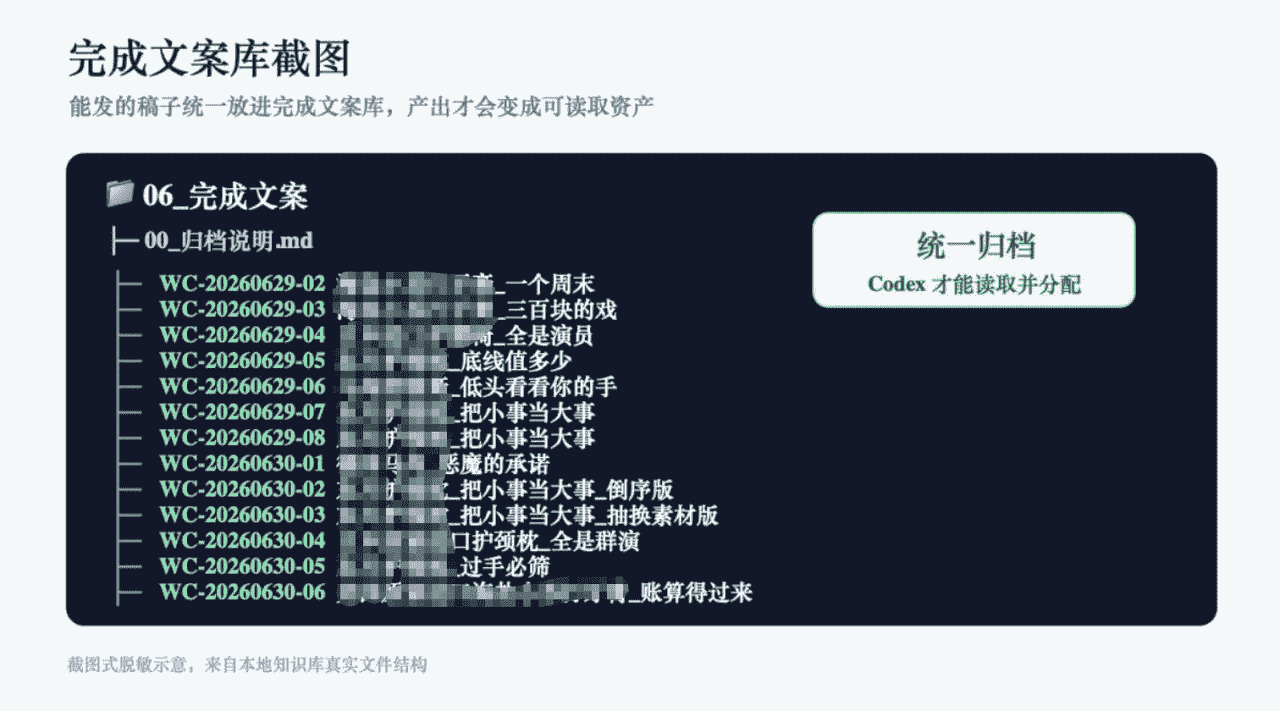 完成文案库截图
能发的稿子统一放进完成文案库，产出才会变成可读取资产
06_完成文案
00_归档说明.md
统一归档
Codex 才能读取并分配
WC-20260629-02 _一个周末
WC-20260629-03 _三百块的戏
WC-20260629-04 _全是演员
WC-20260629-05 _底线值多少
WC-20260629-06 _低头看看你的手
WC-20260629-07 _把小事当大事
WC-20260629-08 _把小事当大事
WC-20260630-01 恶魔的承诺
WC-20260630-02 _把小事当大事_倒序版
WC-20260630-03 _把小事当大事_抽换素材版
WC-20260630-04 口护颈枕_全是群演
WC-20260630-05 _过手必筛
WC-20260630-06 _账算得过来
截图式脱敏示意，来自本地知识库真实文件结构